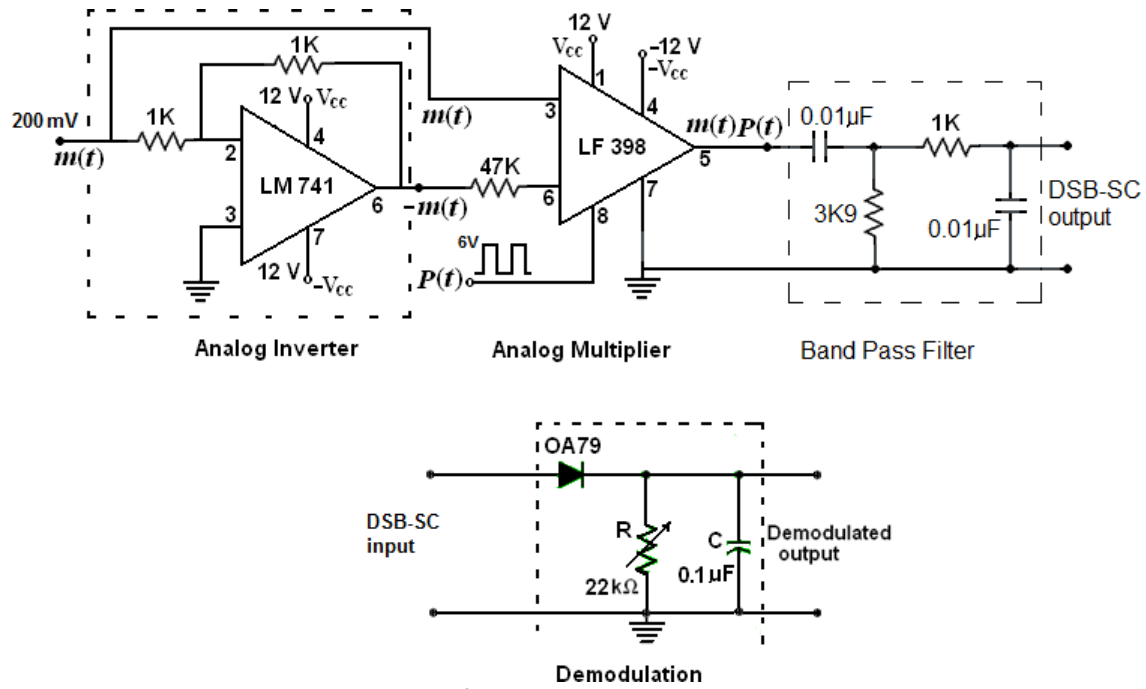 200 mV
m(t)
1K
1K
12 V
VCC
2
4
LM 741
3
6
7
12 V
-VCC
-m(t)
Analog Inverter
m(t)
47K
12 V
VCC
1
-12 V
-VCC
4
3
LF 398
6
8
7
5
m(t)P(t)
6V
P(t)
Analog Multiplier
0.01µF
1K
3K9
0.01µF
DSB-SC
output
Band Pass Filter
OA79
DSB-SC
input
R
22kΩ
C
0.1µF
Demodulated
output
Demodulation